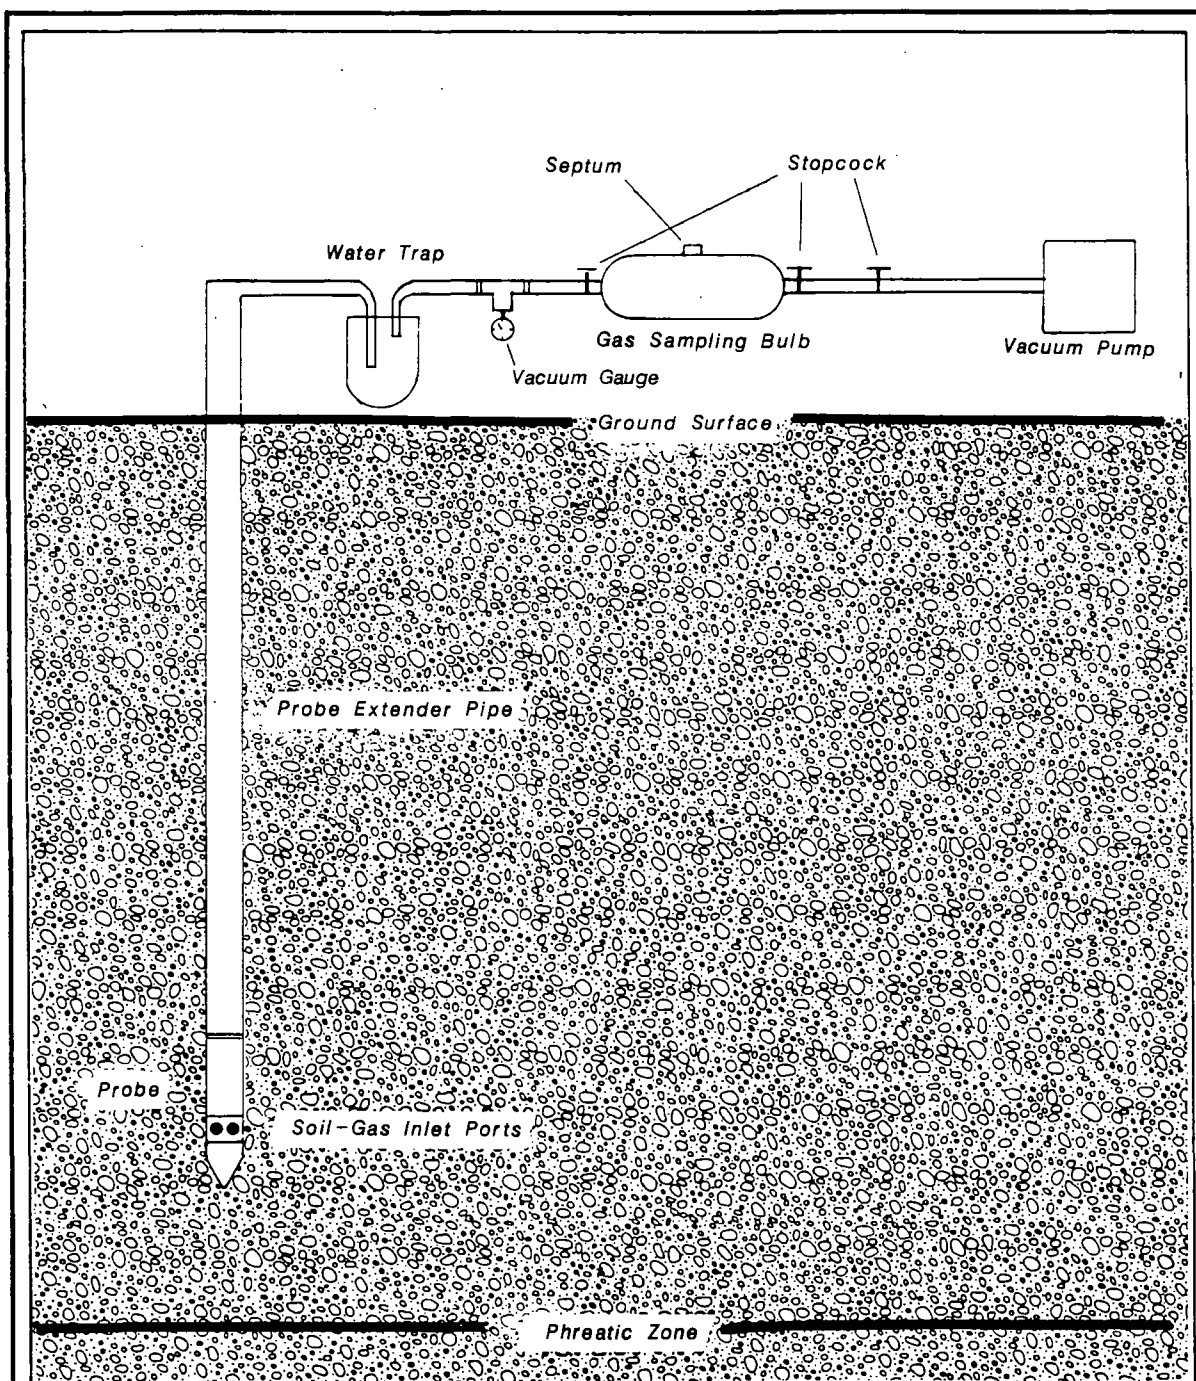 Septum
Stopcock
Water Trap
Gas Sampling Bulb
Vacuum Pump
Vacuum Gauge
Ground Surface
Probe Extender Pipe
Probe
Soil-Gas Inlet Ports
Phreatic Zone